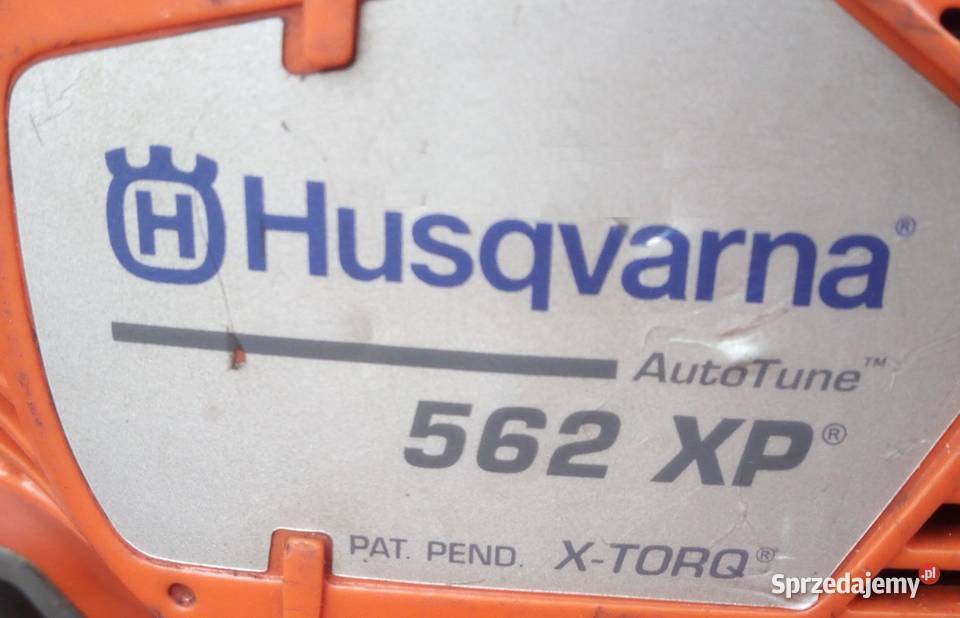 H Husqvarna®
AutoTune™
562 XP®
PAT. PEND. X-TORQ®
Sprzedajemy.pl